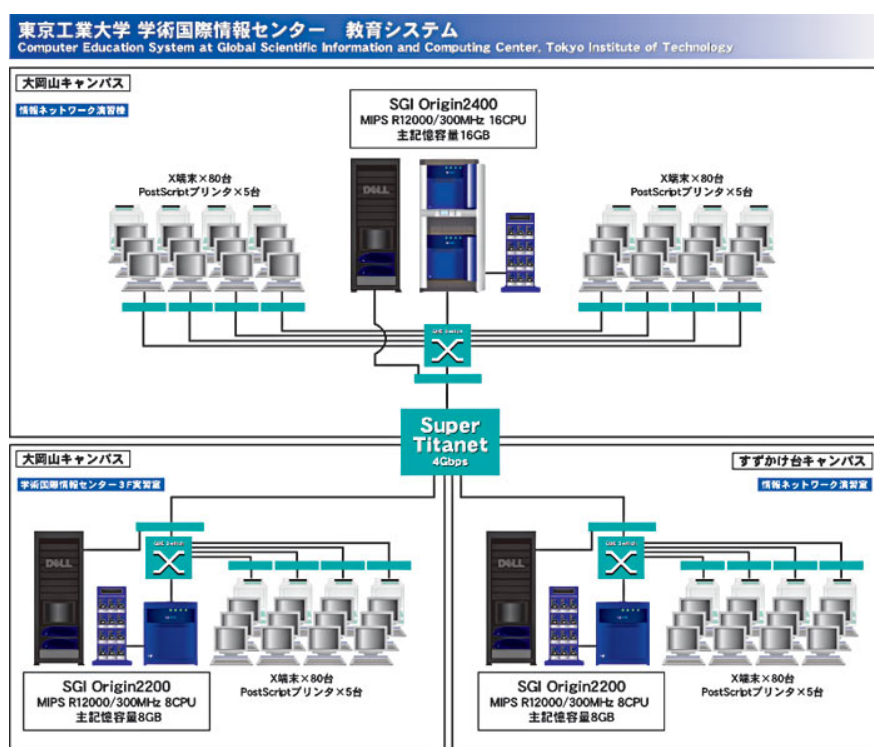 東京工業大学 学術国際情報センター　教育システム
Computer Education System at Global Scientific Information and Computing Center, Tokyo Institute of Technology
大岡山キャンパス
情報ネットワーク演習棟
SGI Origin2400
MIPS R12000/300MHz 16CPU
主記憶容量16GB
X端末×80台
PostScriptプリンタ×5台
DELL
X端末×80台
PostScriptプリンタ×5台
GbE Switch
Super
Titanet
4Gbps
大岡山キャンパス
学術国際情報センター3F実習室
GbE Switch
DELL
X端末×80台
PostScriptプリンタ×5台
SGI Origin2200
MIPS R12000/300MHz 8CPU
主記憶容量8GB
すずかけ台キャンパス
情報ネットワーク演習室
GbE Switch
DELL
X端末×80台
PostScriptプリンタ×5台
SGI Origin2200
MIPS R12000/300MHz 8CPU
主記憶容量8GB